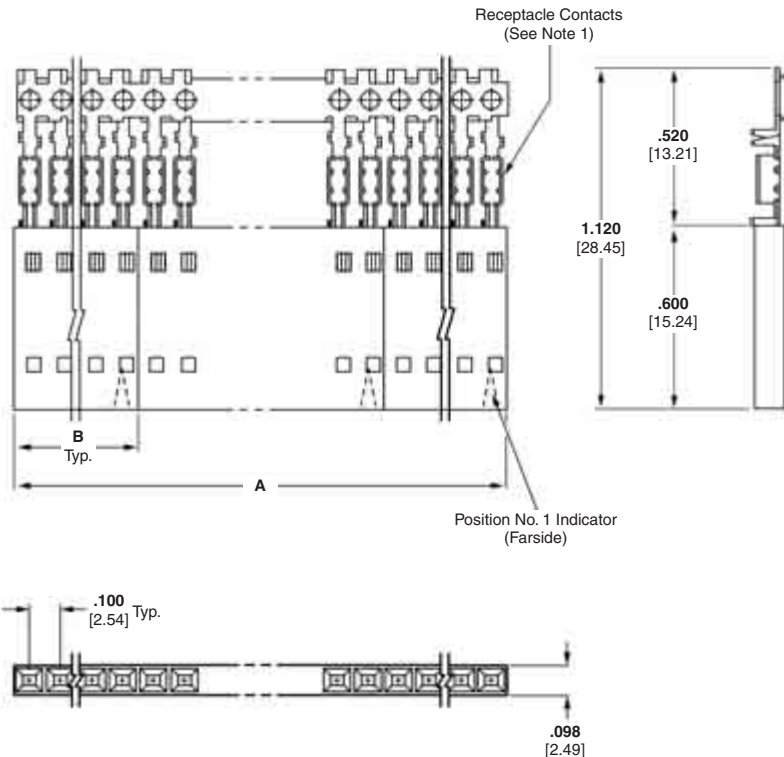 Receptacle Contacts
(See Note 1)
.520
[13.21]
1.120
[28.45]
.600
[15.24]
B
Typ.
A
Position No. 1 Indicator
(Farside)
.100
[2.54] Typ.
.098
[2.49]